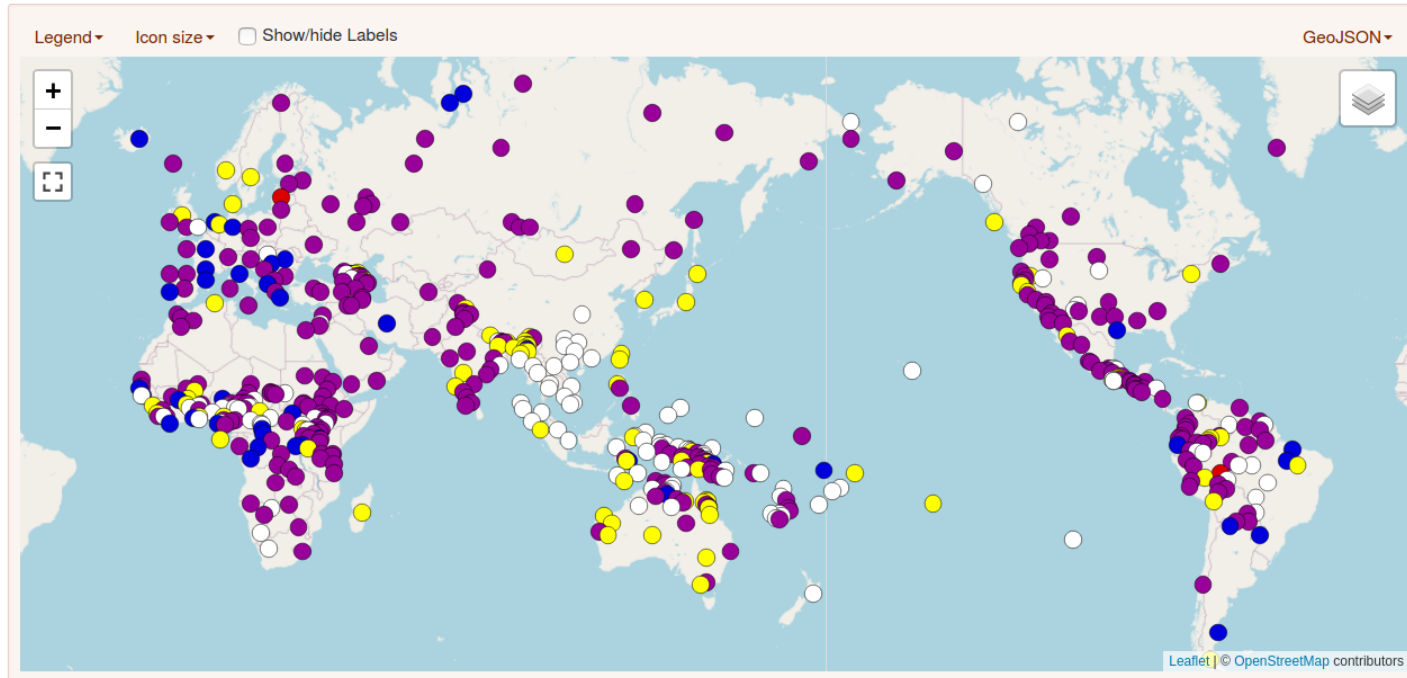 Legend Icon size Show/hide Labels GeoJSON
+
−
Leaflet | © OpenStreetMap contributors